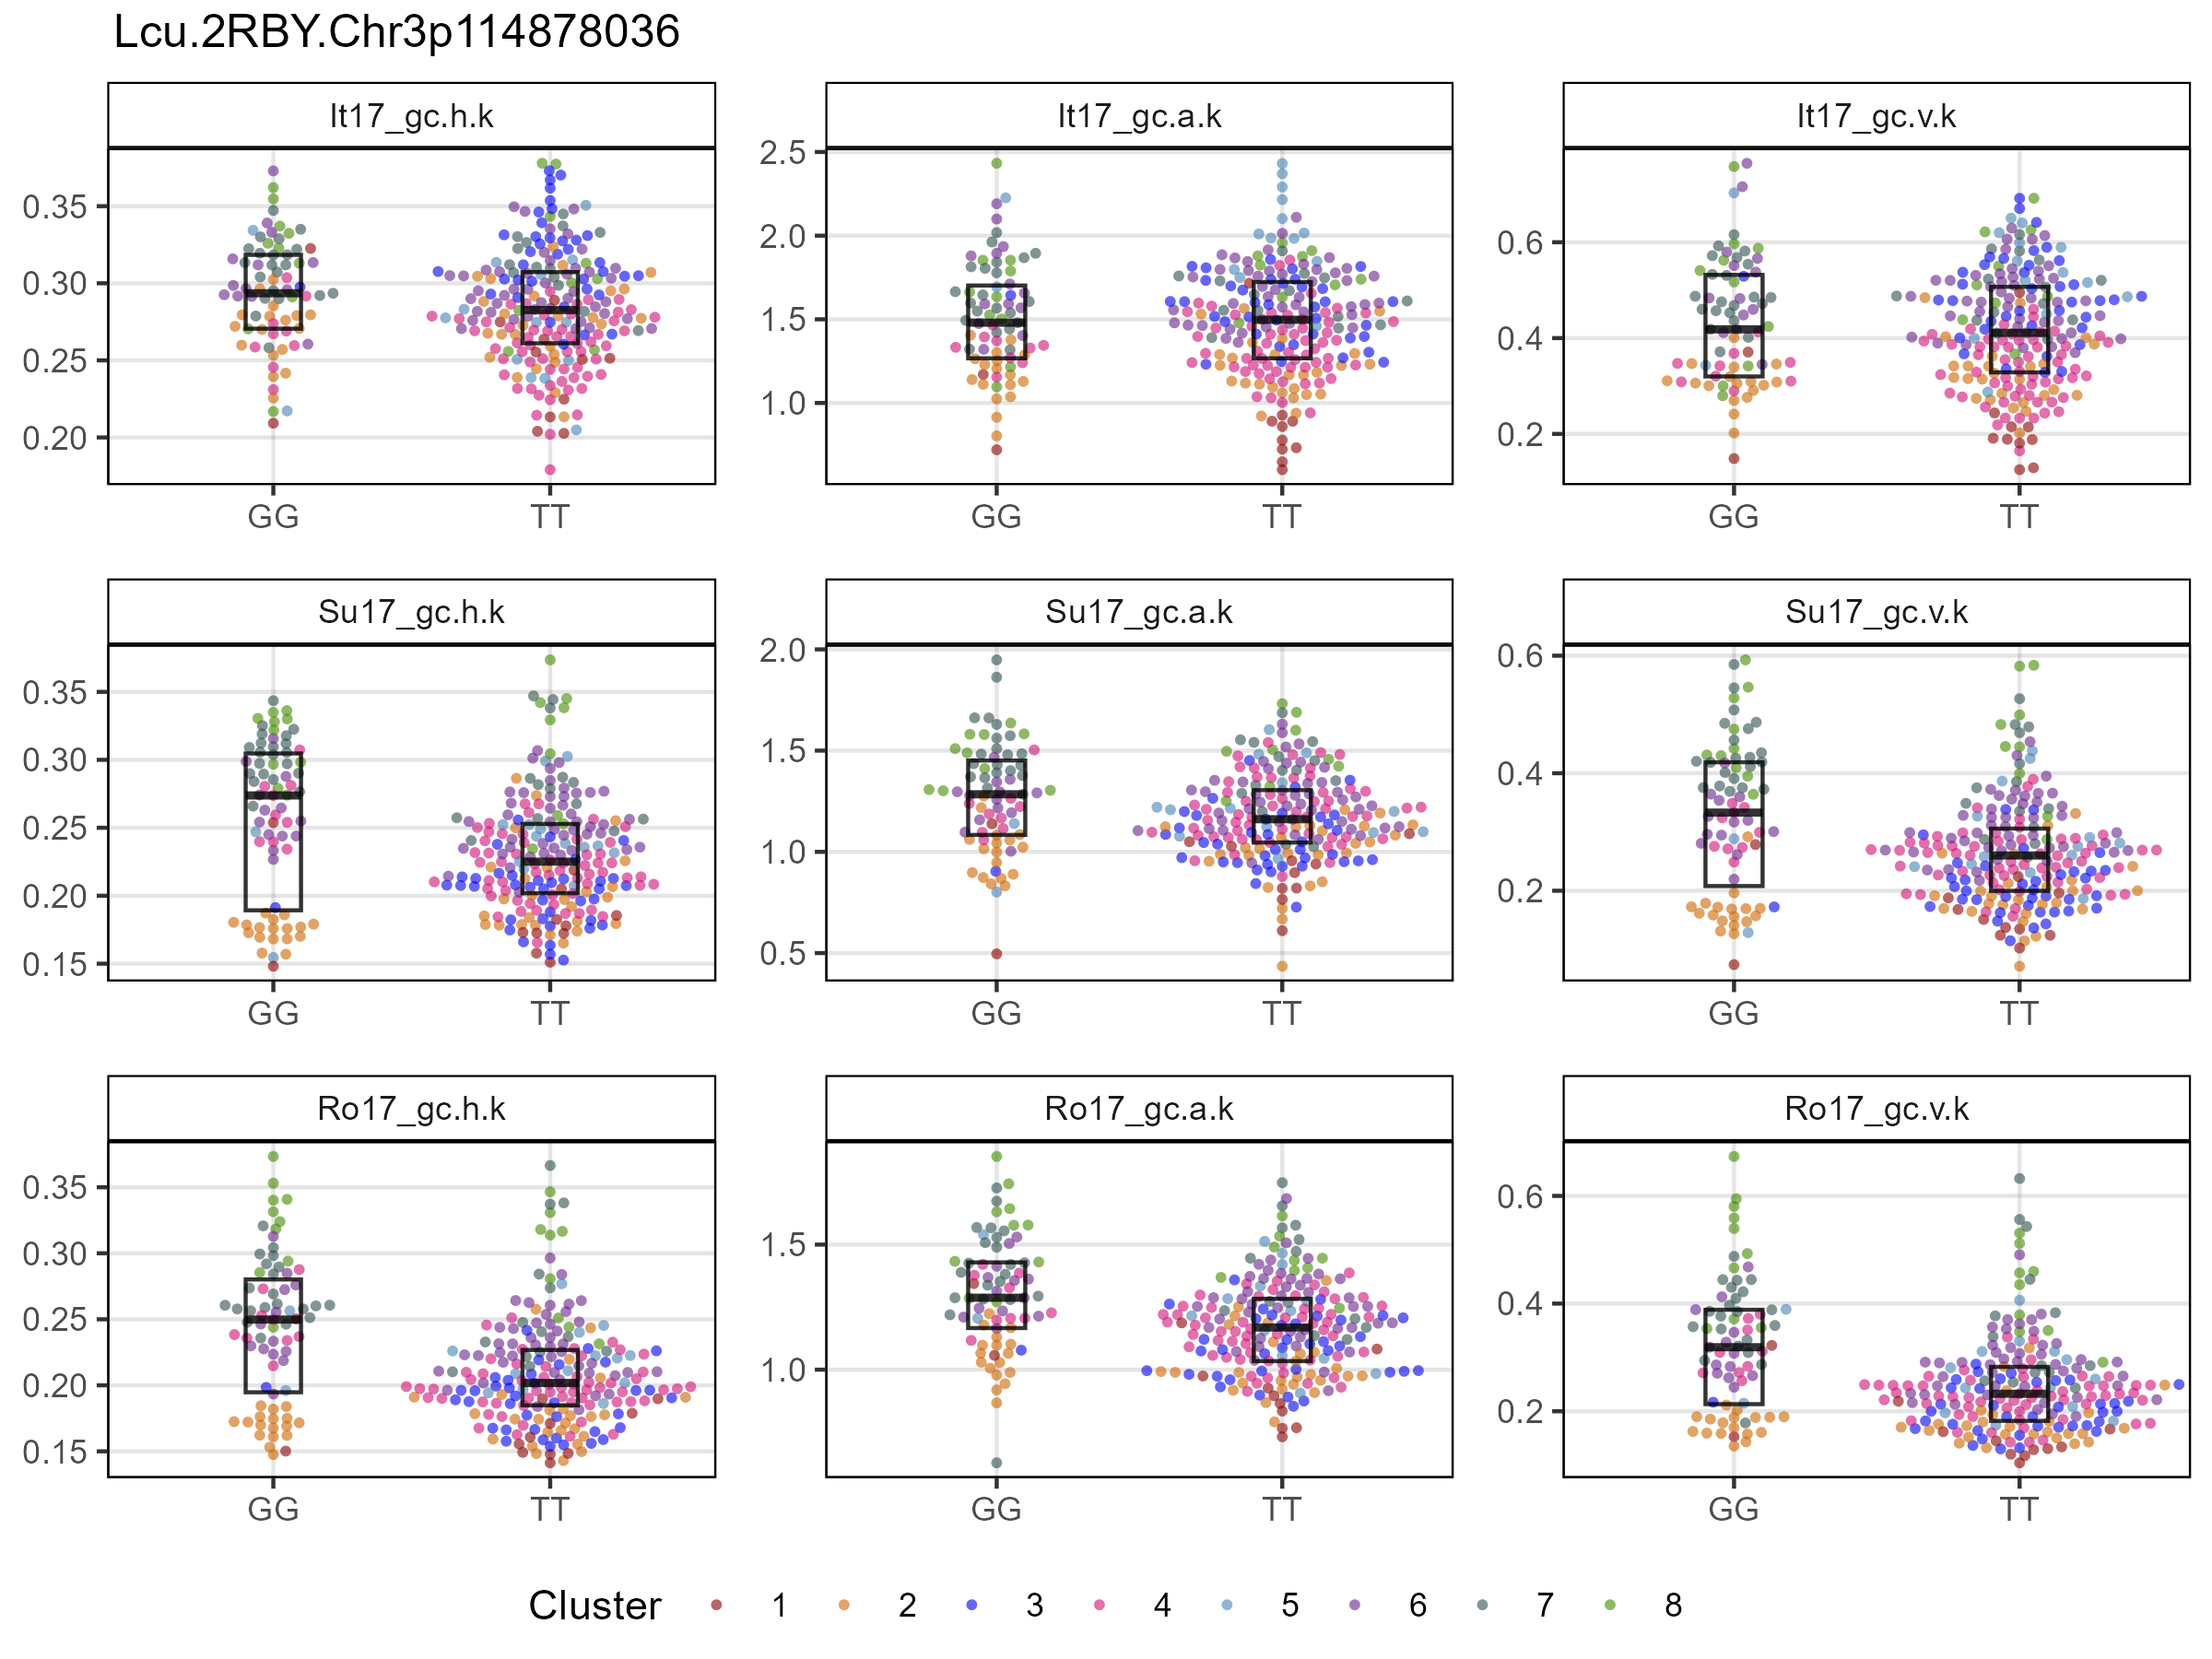 Lcu.2RBY.Chr3p114878036
It17_gc.h.k
It17_gc.a.k
It17_gc.v.k
0.35
0.30
0.25
0.20
2.5
2.0
1.5
1.0
0.6
0.4
0.2
GG TT
GG TT
GG TT
Su17_gc.h.k
Su17_gc.a.k
Su17_gc.v.k
0.35
0.30
0.25
0.20
0.15
2.0
1.5
1.0
0.5
0.6
0.4
0.2
GG TT
GG TT
GG TT
Ro17_gc.h.k
Ro17_gc.a.k
Ro17_gc.v.k
0.35
0.30
0.25
0.20
0.15
1.5
1.0
0.6
0.4
0.2
GG TT
GG TT
GG TT
Cluster 1 2 3 4 5 6 7 8